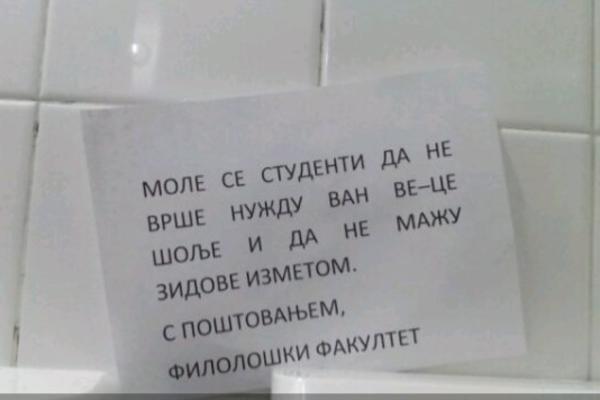 МОЛЕ СЕ СТУДЕНТИ ДА НЕ
ВРШЕ НУЖДУ ВАН ВЕ–ЦЕ
ШОЉЕ И ДА НЕ МАЖУ
ЗИДОВЕ ИЗМЕТОМ.
С ПОШТОВАЊЕМ,
ФИЛОЛОШКИ ФАКУЛТЕТ